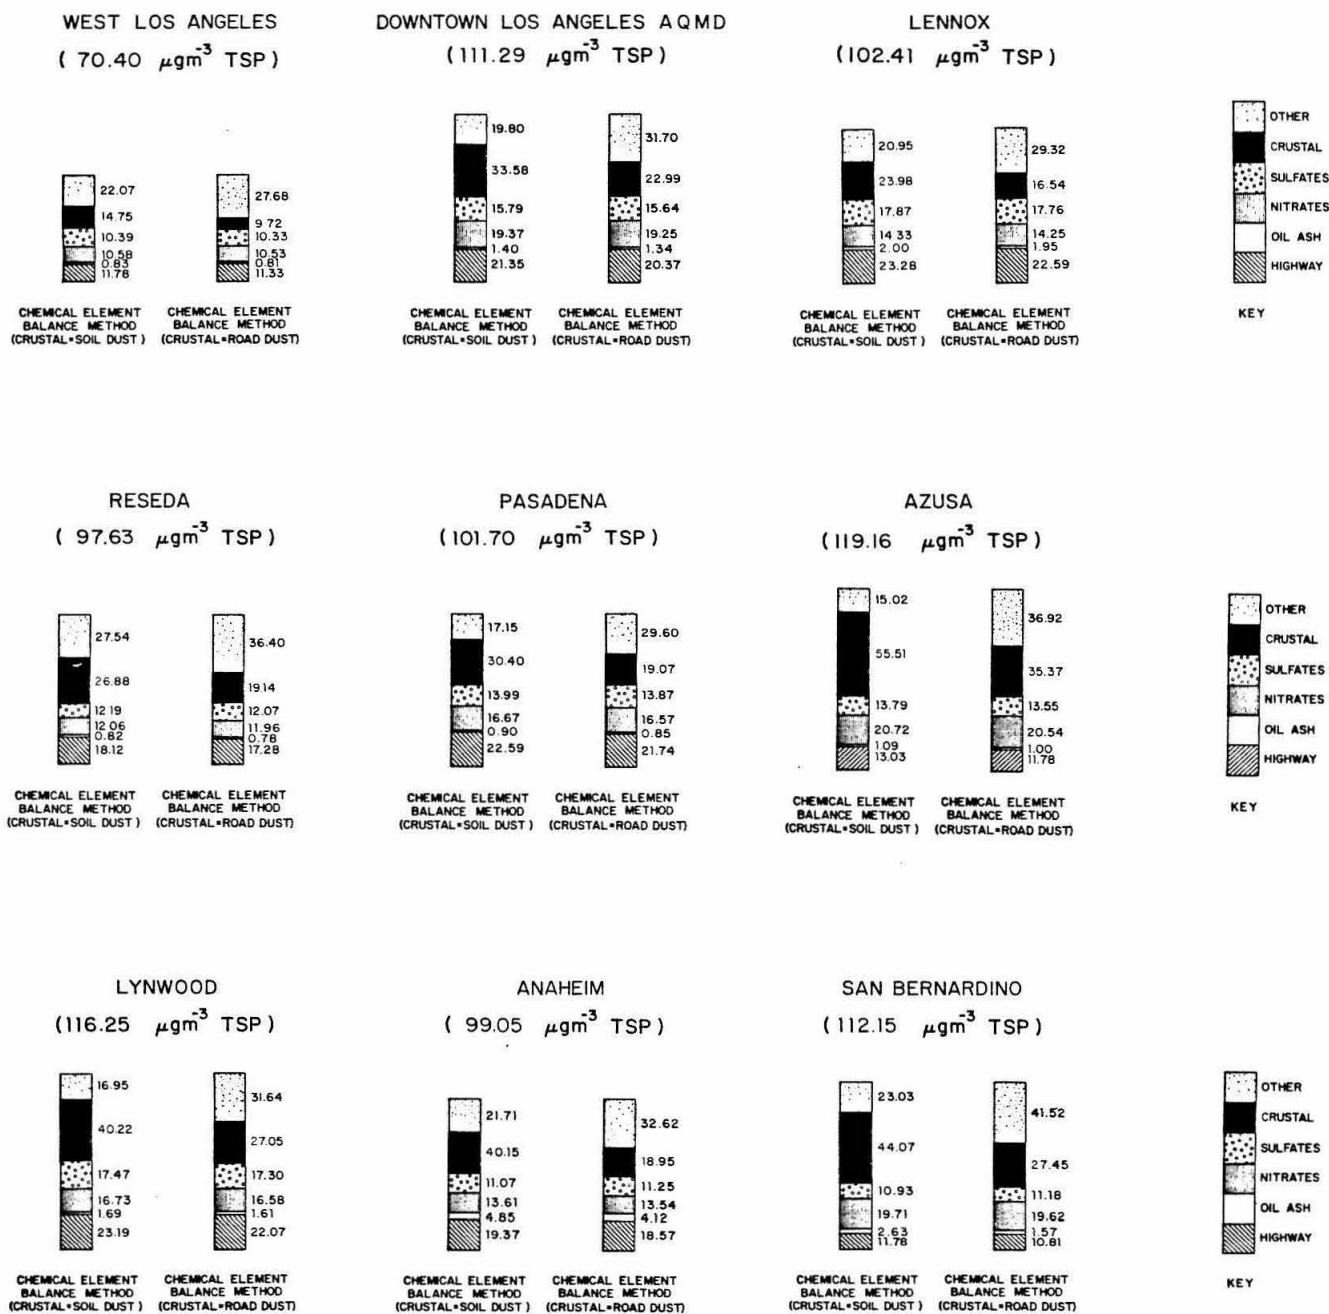 WEST LOS ANGELES
( 70.40 μgm⁻³ TSP )
22.07
14.75
10.39
10.58
0.83
11.78
27.68
9.72
10.33
10.53
0.81
11.33
CHEMICAL ELEMENT
BALANCE METHOD
(CRUSTAL=SOIL DUST )
CHEMICAL ELEMENT
BALANCE METHOD
(CRUSTAL=ROAD DUST)
DOWNTOWN LOS ANGELES AQMD
(111.29 μgm⁻³ TSP )
19.80
33.58
15.79
19.37
1.40
21.35
31.70
22.99
15.64
19.25
1.34
20.37
CHEMICAL ELEMENT
BALANCE METHOD
(CRUSTAL=SOIL DUST )
CHEMICAL ELEMENT
BALANCE METHOD
(CRUSTAL=ROAD DUST)
LENNOX
(102.41 μgm⁻³ TSP )
20.95
23.98
17.87
14.33
2.00
23.28
29.32
16.54
17.76
14.25
1.95
22.59
CHEMICAL ELEMENT
BALANCE METHOD
(CRUSTAL=SOIL DUST )
CHEMICAL ELEMENT
BALANCE METHOD
(CRUSTAL=ROAD DUST)
OTHER
CRUSTAL
SULFATES
NITRATES
OIL ASH
HIGHWAY
KEY
RESEDA
( 97.63 μgm⁻³ TSP )
27.54
26.88
12.19
12.06
0.82
18.12
36.40
19.14
12.07
11.96
0.78
17.28
CHEMICAL ELEMENT
BALANCE METHOD
(CRUSTAL=SOIL DUST )
CHEMICAL ELEMENT
BALANCE METHOD
(CRUSTAL=ROAD DUST)
PASADENA
(101.70 μgm⁻³ TSP )
17.15
30.40
13.99
16.67
0.90
22.59
29.60
19.07
13.87
16.57
0.85
21.74
CHEMICAL ELEMENT
BALANCE METHOD
(CRUSTAL=SOIL DUST )
CHEMICAL ELEMENT
BALANCE METHOD
(CRUSTAL=ROAD DUST)
AZUSA
(119.16 μgm⁻³ TSP )
15.02
55.51
13.79
20.72
1.09
13.03
36.92
35.37
13.55
20.54
1.00
11.78
CHEMICAL ELEMENT
BALANCE METHOD
(CRUSTAL=SOIL DUST )
CHEMICAL ELEMENT
BALANCE METHOD
(CRUSTAL=ROAD DUST)
OTHER
CRUSTAL
SULFATES
NITRATES
OIL ASH
HIGHWAY
KEY
LYNWOOD
(116.25 μgm⁻³ TSP )
16.95
40.22
17.47
16.73
1.69
23.19
31.64
27.05
17.30
16.58
1.61
22.07
CHEMICAL ELEMENT
BALANCE METHOD
(CRUSTAL=SOIL DUST )
CHEMICAL ELEMENT
BALANCE METHOD
(CRUSTAL=ROAD DUST)
ANAHEIM
( 99.05 μgm⁻³ TSP )
21.71
40.15
11.07
13.61
4.85
19.37
32.62
18.95
11.25
13.54
4.12
18.57
CHEMICAL ELEMENT
BALANCE METHOD
(CRUSTAL=SOIL DUST )
CHEMICAL ELEMENT
BALANCE METHOD
(CRUSTAL=ROAD DUST)
SAN BERNARDINO
(112.15 μgm⁻³ TSP )
23.03
44.07
10.93
19.71
2.63
11.78
41.52
27.45
11.18
19.62
1.57
10.81
CHEMICAL ELEMENT
BALANCE METHOD
(CRUSTAL=SOIL DUST )
CHEMICAL ELEMENT
BALANCE METHOD
(CRUSTAL=ROAD DUST)
OTHER
CRUSTAL
SULFATES
NITRATES
OIL ASH
HIGHWAY
KEY